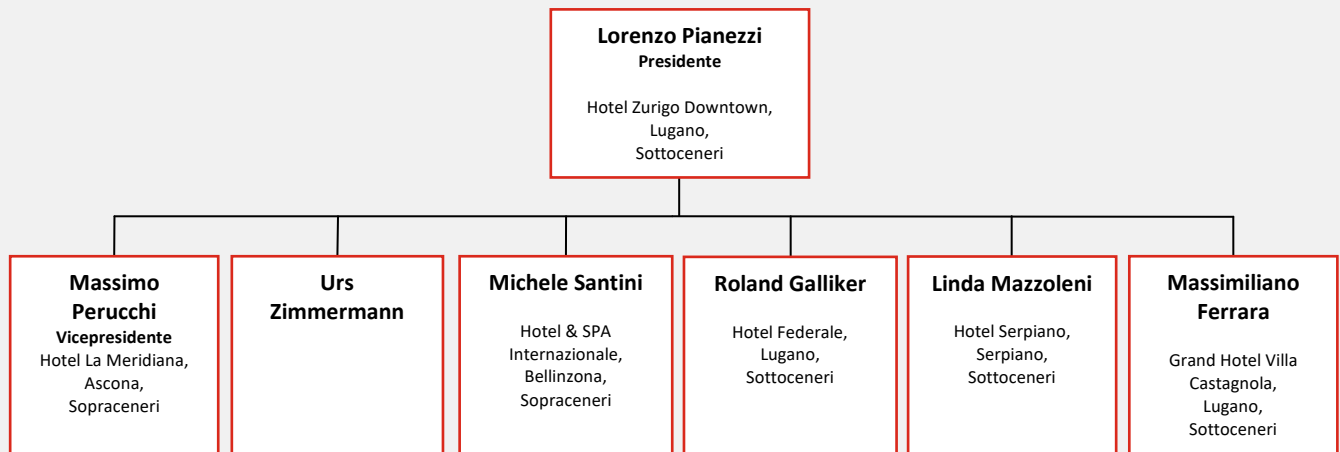 Lorenzo Pianezzi
Presidente
Hotel Zurigo Downtown,
Lugano,
Sottoceneri
Massimo
Perucchi
Vicepresidente
Hotel La Meridiana,
Ascona,
Sopraceneri
Urs
Zimmermann
Michele Santini
Hotel & SPA
Internazionale,
Bellinzona,
Sopraceneri
Roland Galliker
Hotel Federale,
Lugano,
Sottoceneri
Linda Mazzoleni
Hotel Serpiano,
Serpiano,
Sottoceneri
Massimiliano
Ferrara
Grand Hotel Villa
Castagnola,
Lugano,
Sottoceneri